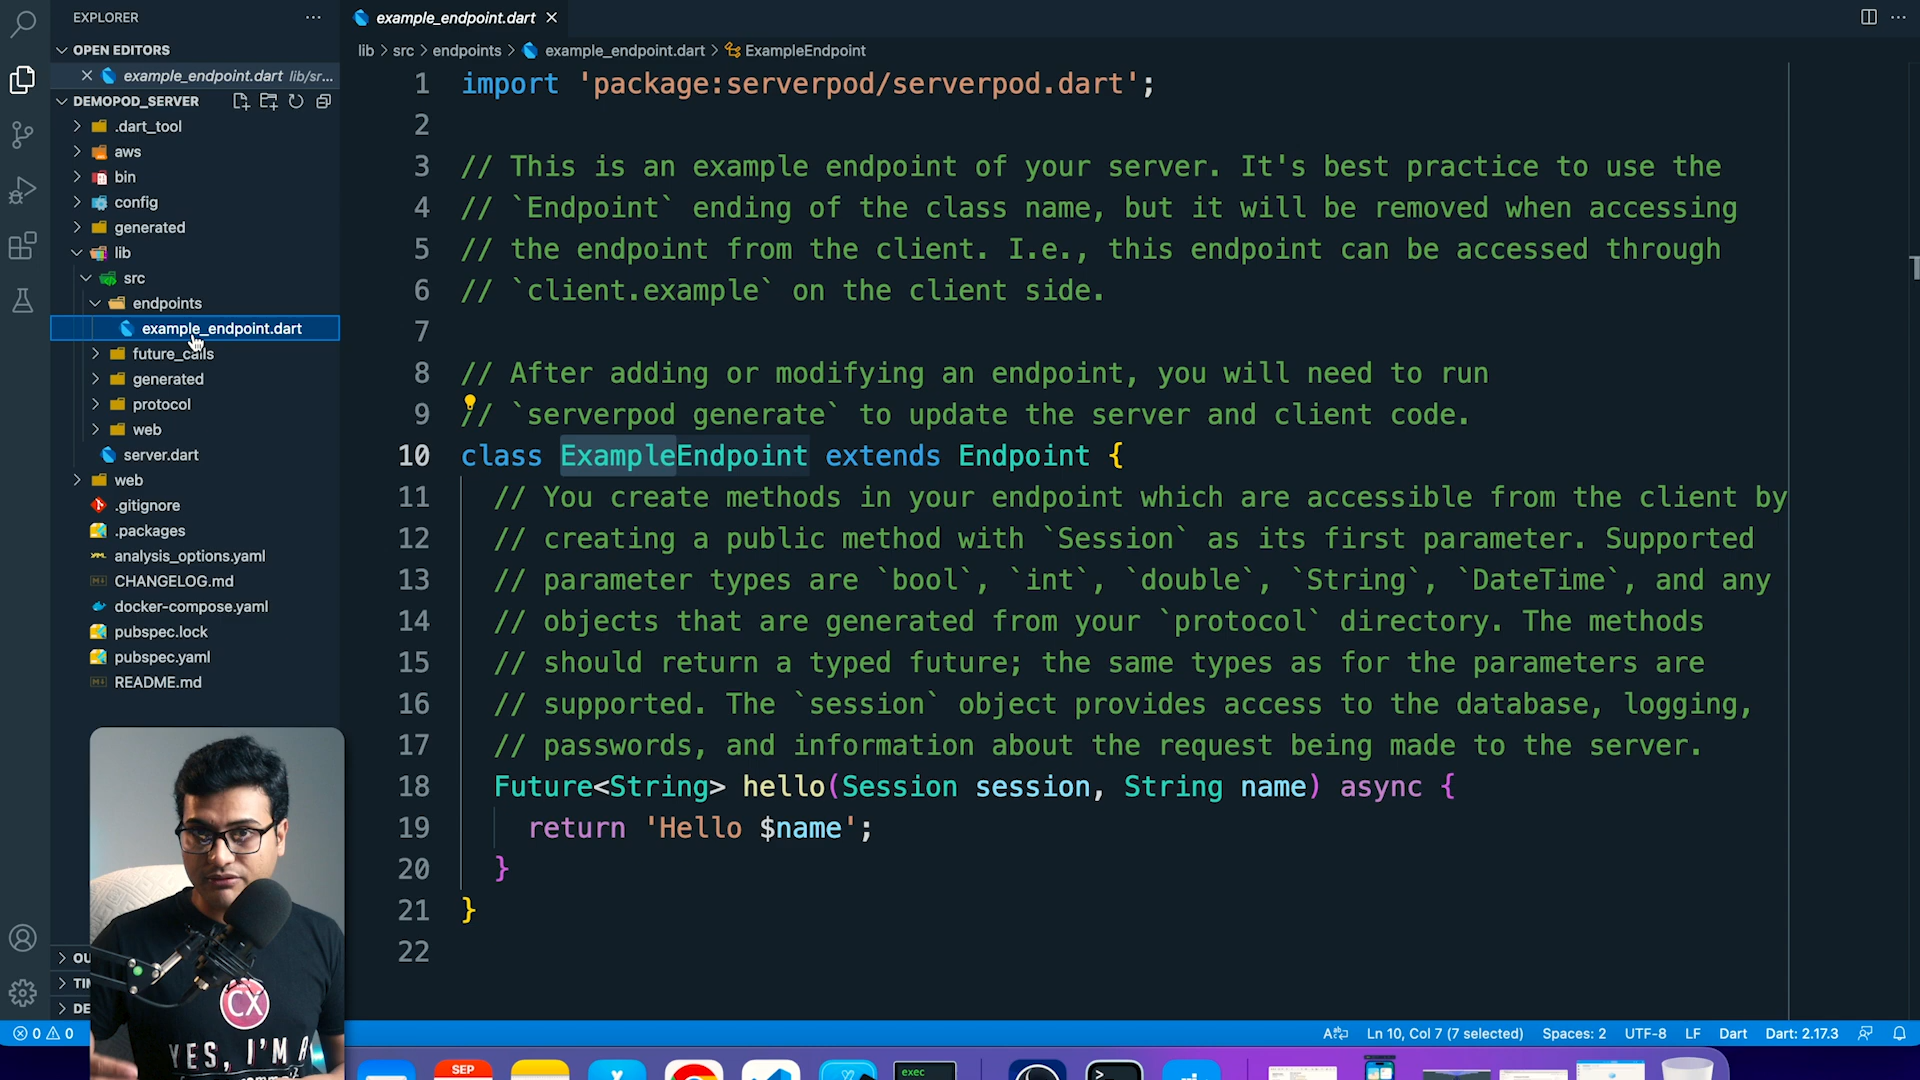 EXPLORER
example_endpoint.dart
OPEN EDITORS
lib > src > endpoints > example_endpoint.dart > ExampleEndpoint
example_endpoint.dart lib/sr...
DEMOPOD_SERVER
.dart_tool
aws
bin
config
generated
lib
src
endpoints
example_endpoint.dart
future_calls
generated
protocol
web
server.dart
web
.gitignore
.packages
analysis_options.yaml
CHANGELOG.md
docker-compose.yaml
pubspec.lock
pubspec.yaml
README.md
1 import 'package:serverpod/serverpod.dart';
2
3 // This is an example endpoint of your server. It's best practice to use the
4 // `Endpoint` ending of the class name, but it will be removed when accessing
5 // the endpoint from the client. I.e., this endpoint can be accessed through
6 // `client.example` on the client side.
7
8 // After adding or modifying an endpoint, you will need to run
9 // `serverpod generate` to update the server and client code.
10 class ExampleEndpoint extends Endpoint {
11 // You create methods in your endpoint which are accessible from the client by
12 // creating a public method with `Session` as its first parameter. Supported
13 // parameter types are `bool`, `int`, `double`, `String`, `DateTime`, and any
14 // objects that are generated from your `protocol` directory. The methods
15 // should return a typed future; the same types as for the parameters are
16 // supported. The `session` object provides access to the database, logging,
17 // passwords, and information about the request being made to the server.
18 Future<String> hello(Session session, String name) async {
19 return 'Hello $name';
20 }
21 }
22
OU
TI
DE
CX
YES, I'M A
0 0
Ln 10, Col 7 (7 selected)
Spaces: 2
UTF-8
LF
Dart
Dart: 2.17.3
SEP
exec